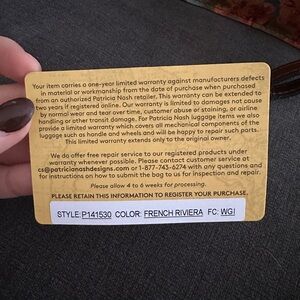 Your item carries a one-year limited warranty against manufacturers defects
in material or workmanship from the date of purchase when purchased
from an authorized Patricia Nash retailer. This warranty can be extended to
two years if registered online. Our warranty is limited to damages not cause
by normal wear and tear over time, customer abuse or staining, or airline
handling or other transit damage. For Patricia Nash luggage items we also
provide a limited warranty which covers all mechanical components of the
luggage such as handle and wheels and will be happy to repair such parts.
This limited warranty extends only to the original owner.
We do offer free repair service to our registered products under
warranty whenever possible. Please contact customer service at
cs@patricianashdesigns.com or 1-877-743-6274 with any questions and
for instructions on how to submit the bag to us for inspection and repair.
Please allow 4 to 6 weeks for processing.
PLEASE RETAIN THIS INFORMATION TO REGISTER YOUR PURCHASE.
STYLE: P141530 COLOR: FRENCH RIVIERA FC: WGI